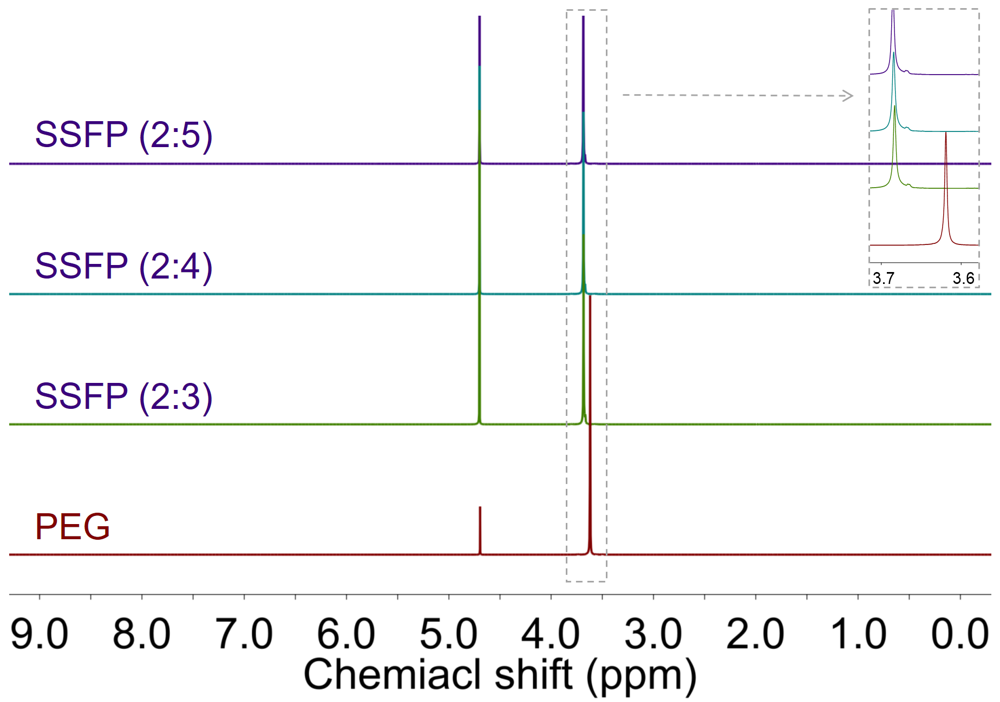 SSFP (2:5)
SSFP (2:4)
3.7 3.6
SSFP (2:3)
PEG
9.0 8.0 7.0 6.0 5.0 4.0 3.0 2.0 1.0 0.0
Chemiacl shift (ppm)